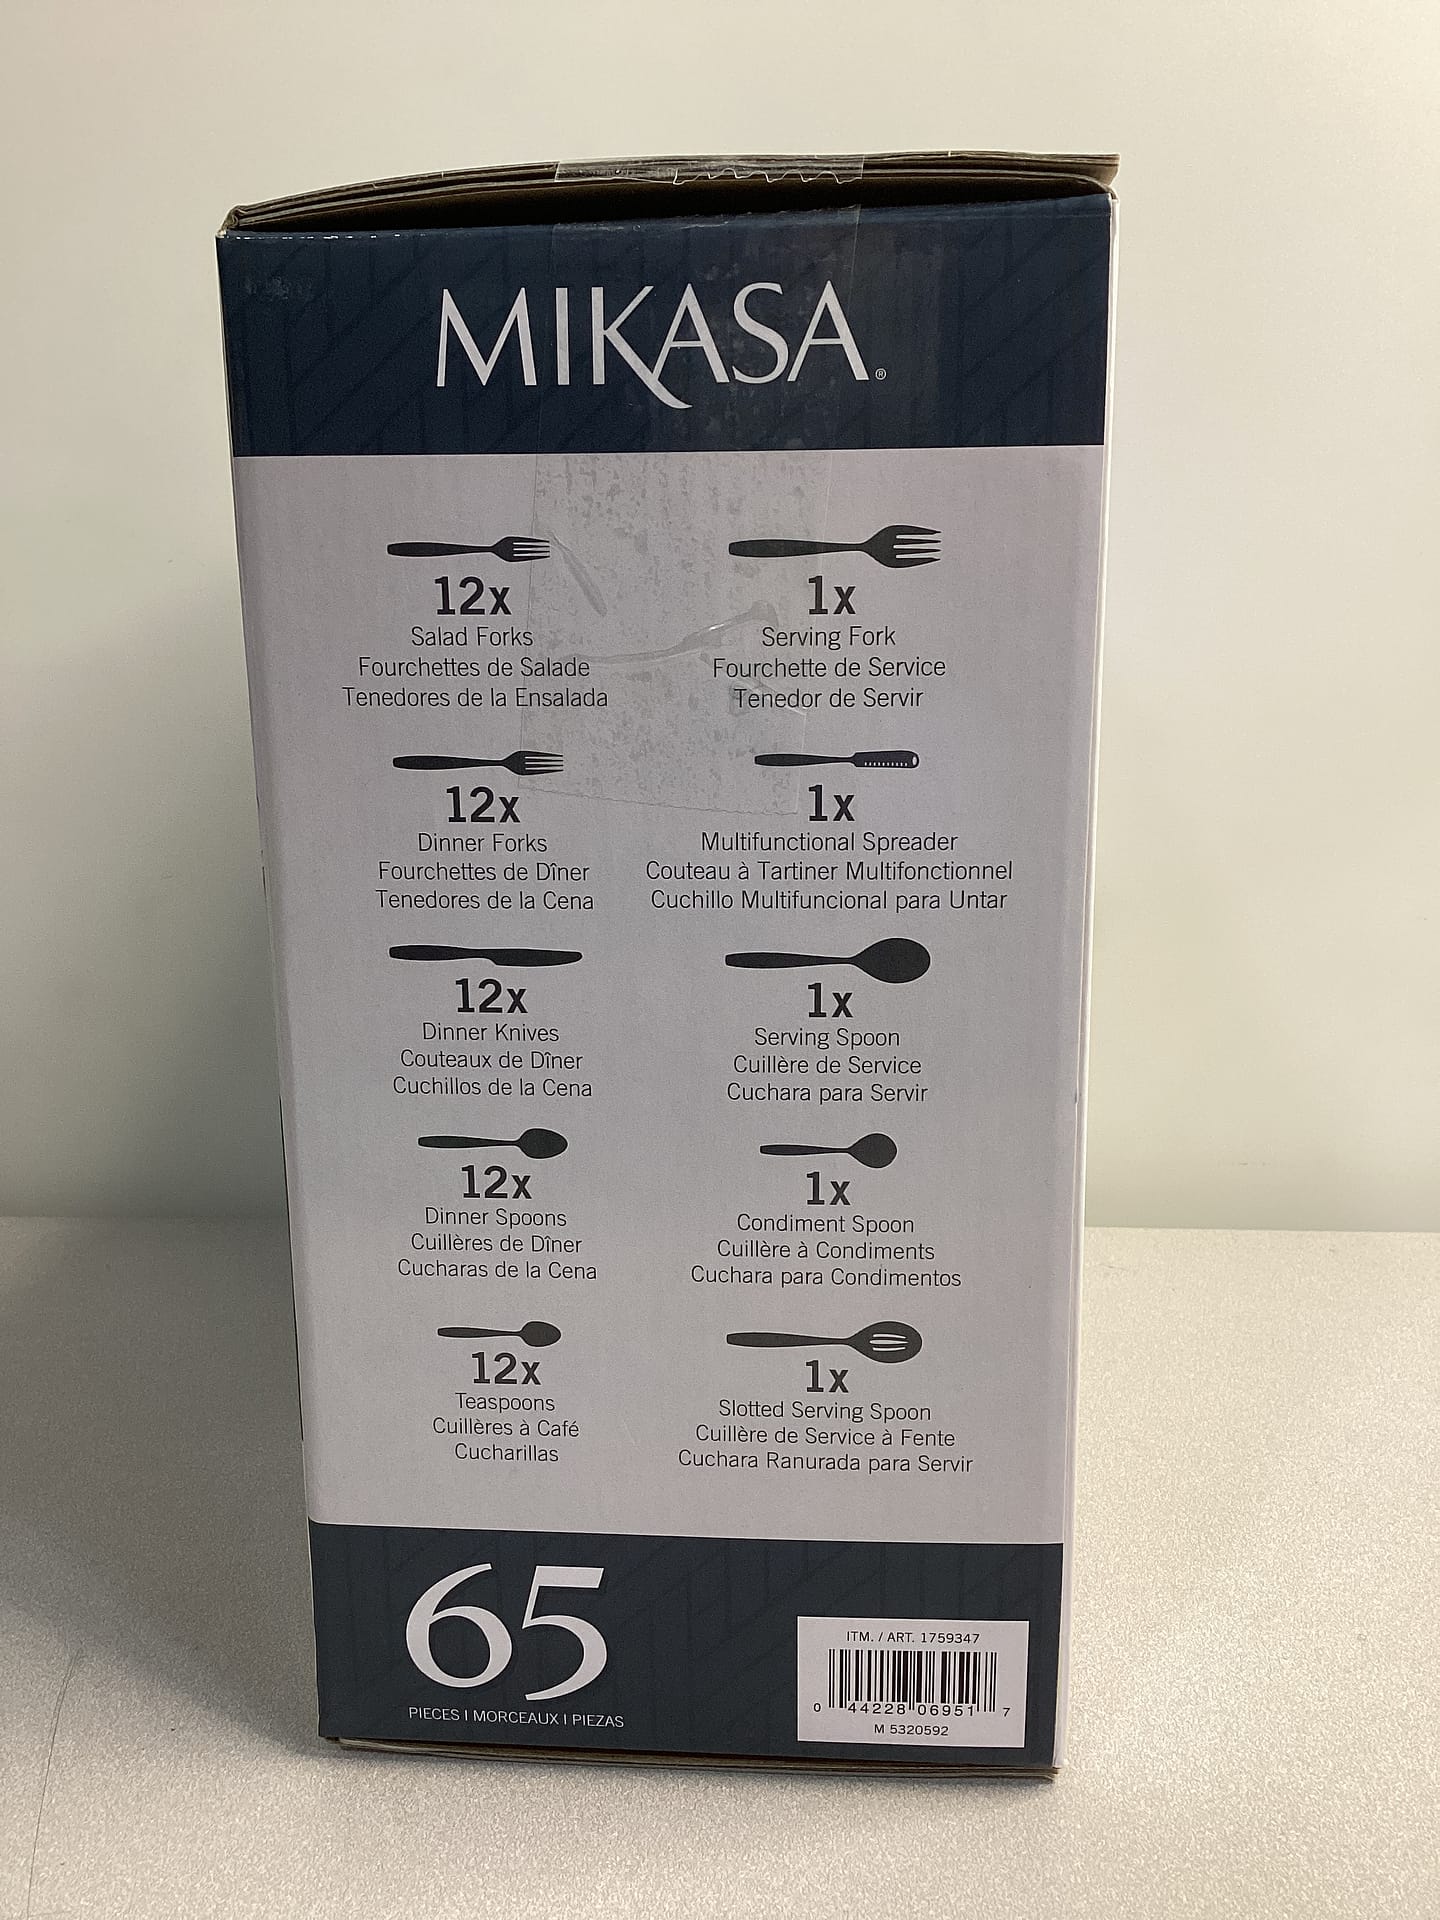 MIKASA®
12x
Salad Forks
Fourchettes de Salade
Tenedores de la Ensalada
1x
Serving Fork
Fourchette de Service
Tenedor de Servir
12x
Dinner Forks
Fourchettes de Dîner
Tenedores de la Cena
1x
Multifunctional Spreader
Couteau à Tartiner Multifonctionnel
Cuchillo Multifuncional para Untar
12x
Dinner Knives
Couteaux de Dîner
Cuchillos de la Cena
1x
Serving Spoon
Cuillère de Service
Cuchara para Servir
12x
Dinner Spoons
Cuillères de Dîner
Cucharas de la Cena
1x
Condiment Spoon
Cuillère à Condiments
Cuchara para Condimentos
12x
Teaspoons
Cuillères à Café
Cucharillas
1x
Slotted Serving Spoon
Cuillère de Service à Fente
Cuchara Ranurada para Servir
65
PIECES I MORCEAUX I PIEZAS
ITM. / ART. 1759347
0 44228 06951 7
M 5320592